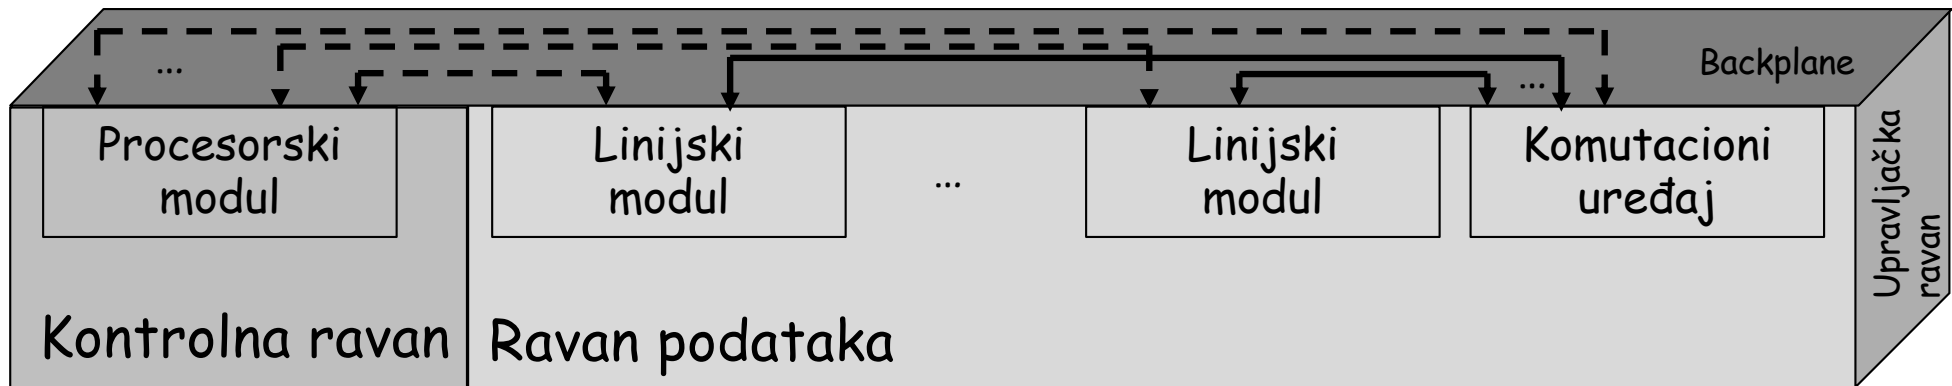 ...
...
Backplane
Procesorski
modul
Linijski
modul
...
Linijski
modul
Komutacioni
uređaj
Upravljačka
ravan
Kontrolna ravan
Ravan podataka